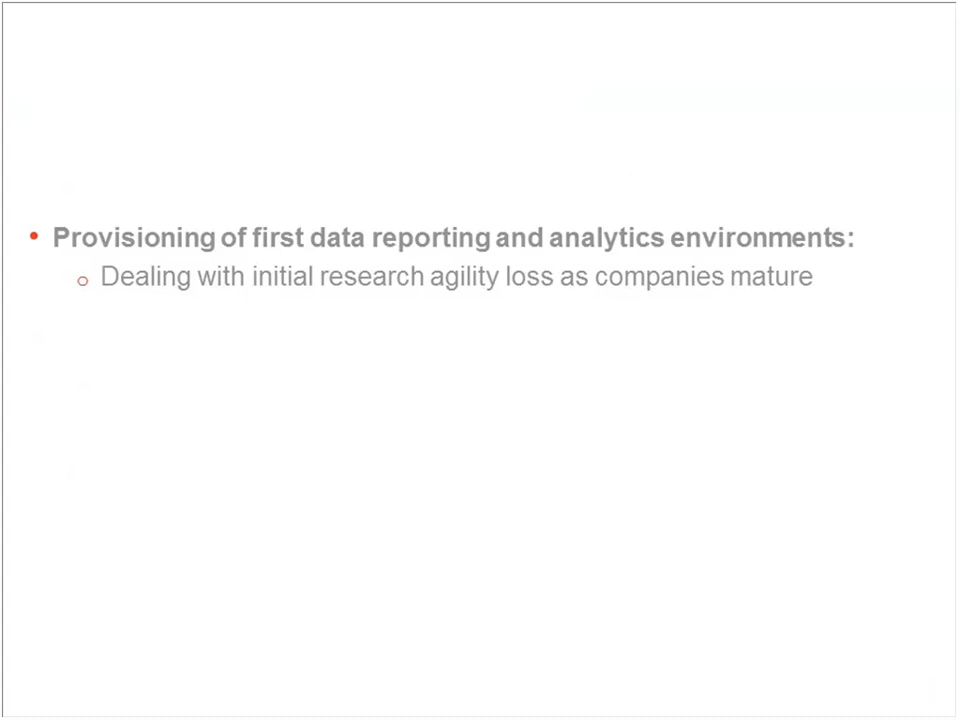 • Provisioning of first data reporting and analytics environments:
o Dealing with initial research agility loss as companies mature